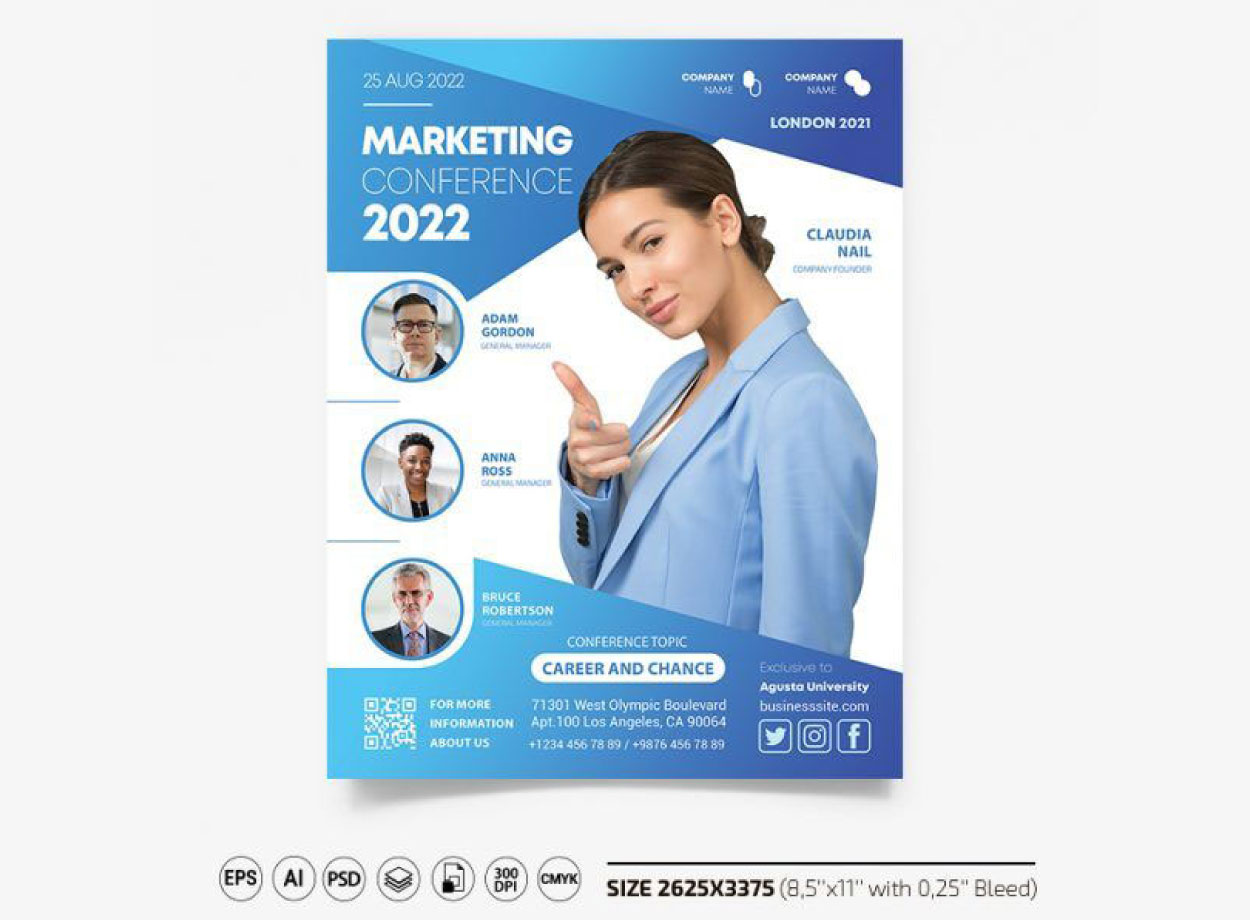 25 AUG 2022
MARKETING
CONFERENCE
2022
COMPANY
NAME
COMPANY
NAME
LONDON 2021
CLAUDIA
NAIL
COMPANY FOUNDER
ADAM
GORDON
GENERAL MANAGER
ANNA
ROSS
GENERAL MANAGER
BRUCE
ROBERTSON
GENERAL MANAGER
CONFERENCE TOPIC
CAREER AND CHANCE
FOR MORE
INFORMATION
ABOUT US
71301 West Olympic Boulevard
Apt.100 Los Angeles, CA 90064
+1234 456 78 89 / +9876 456 78 89
Exclusive to
Agusta University
businesssite.com
EPS
AI
PSD
300
DPI
CMYK
SIZE 2625X3375 (8,5"x11" with 0,25" Bleed)